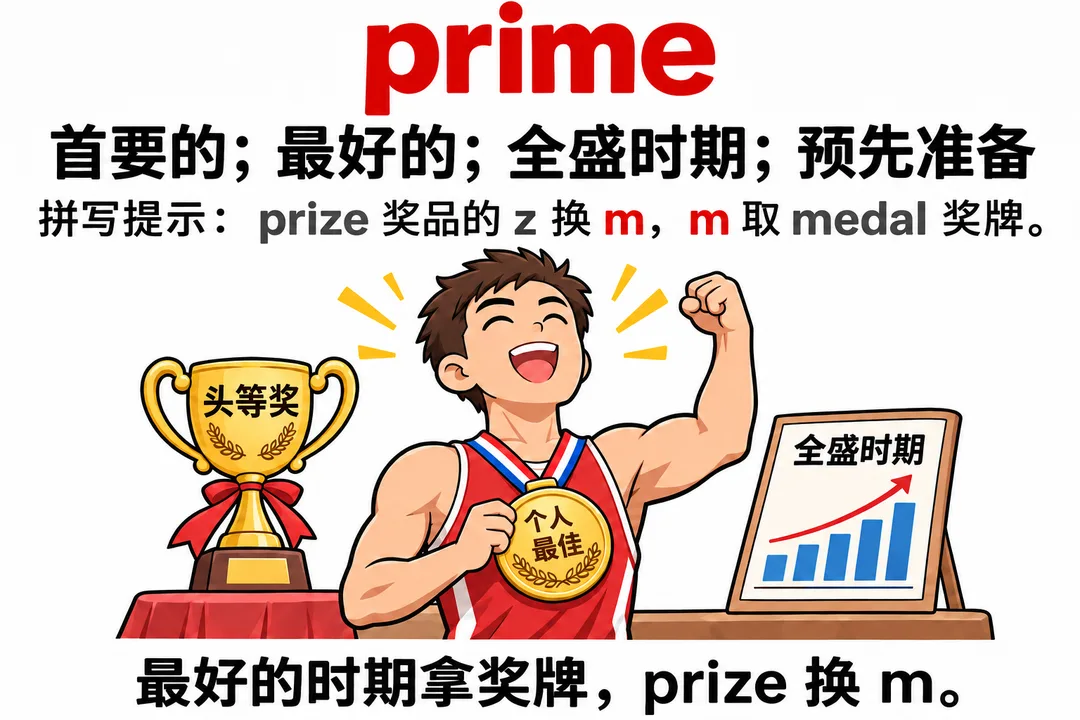 prime
首要的；最好的；全盛时期；预先准备
拼写提示：prize 奖品的 z 换 m，m 取 medal 奖牌。
头等奖
全盛时期
个人
最佳
最好的时期拿奖牌，prize 换 m。